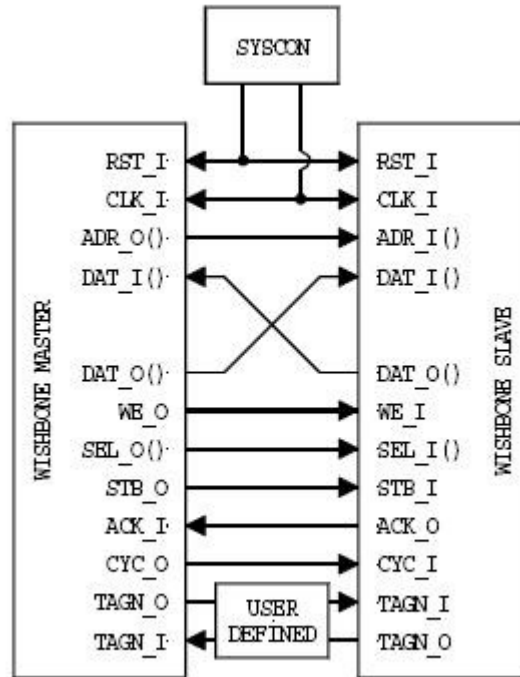 SYSCON
RST_I RST_I
CLK_I CLK_I
ADR_O() ADR_I()
DAT_I() DAT_I()
DAT_O() DAT_O()
WE_O WE_I
SEL_O() SEL_I()
STB_O STB_I
ACK_I ACK_O
CYC_O CYC_I
TAGN_O TAGN_I
TAGN_I TAGN_O
USER
DEFINED
WISHBONE MASTER
WISHBONE SLAVE